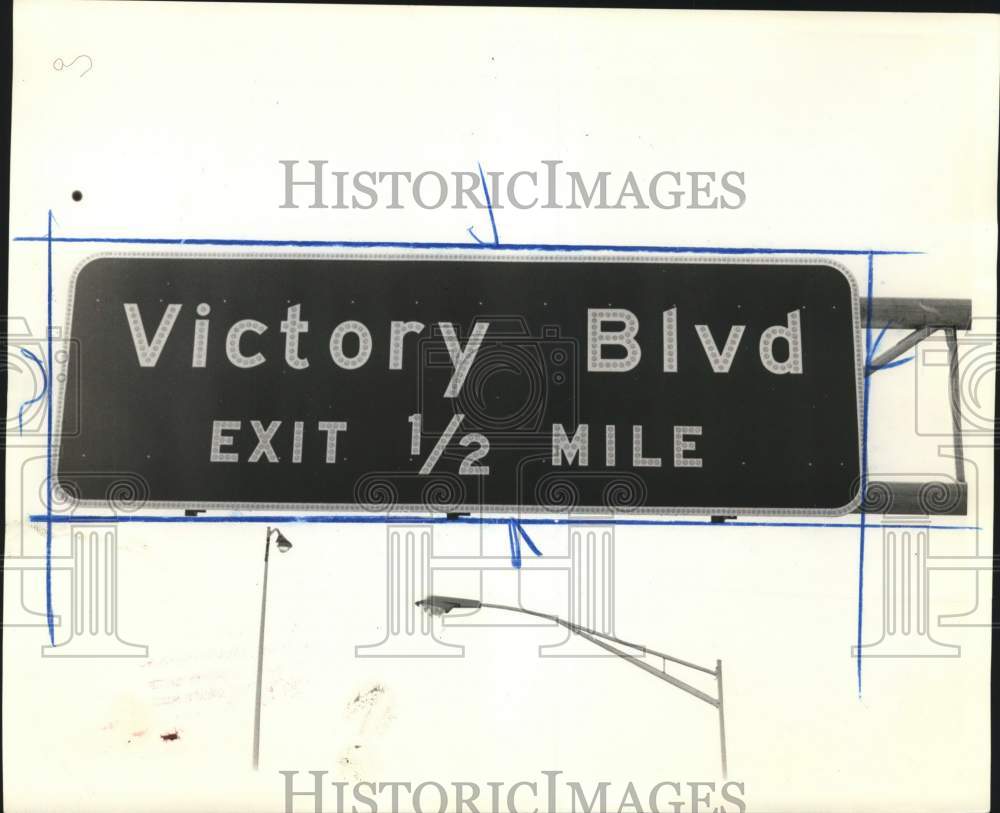 HISTORICIMAGES
Victory Blvd
EXIT 1/2 MILE
HISTORICIMAGES